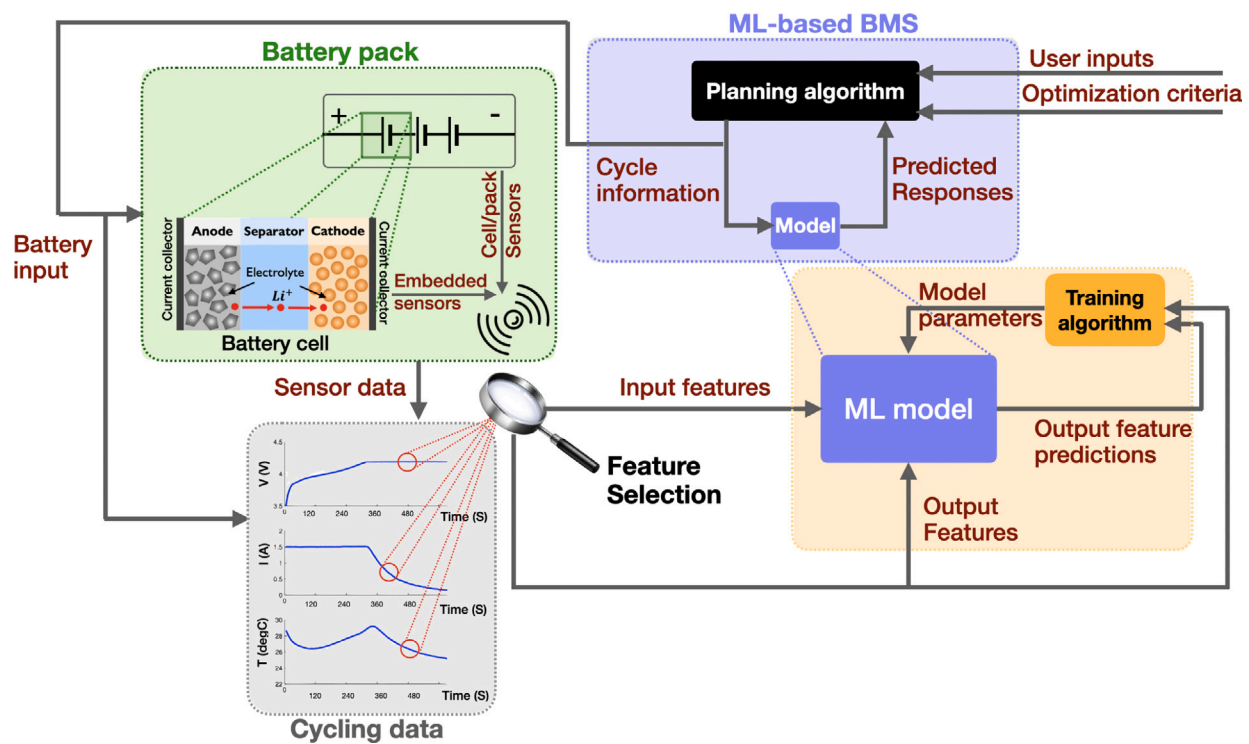 ML-based BMS
Battery pack
User inputs
Planning algorithm
Optimization criteria
+
-
Cycle
information
Predicted
Responses
Cell/pack
Sensors
Model
Battery
input
Current collector
Anode
Separator
Cathode
Current collector
Electrolyte
Li+
Embedded
sensors
Battery cell
Model
parameters
Training
algorithm
Sensor data
Input features
ML model
Output feature
predictions
Feature
Selection
Output
Features
V (V)
4.5
4
3.5
0
120
240
360
480
Time (S)
I (A)
2
1.5
1
0.5
0
0
120
240
360
480
Time (S)
T (degC)
30
28
26
24
22
0
120
240
360
480
Time (S)
Cycling data